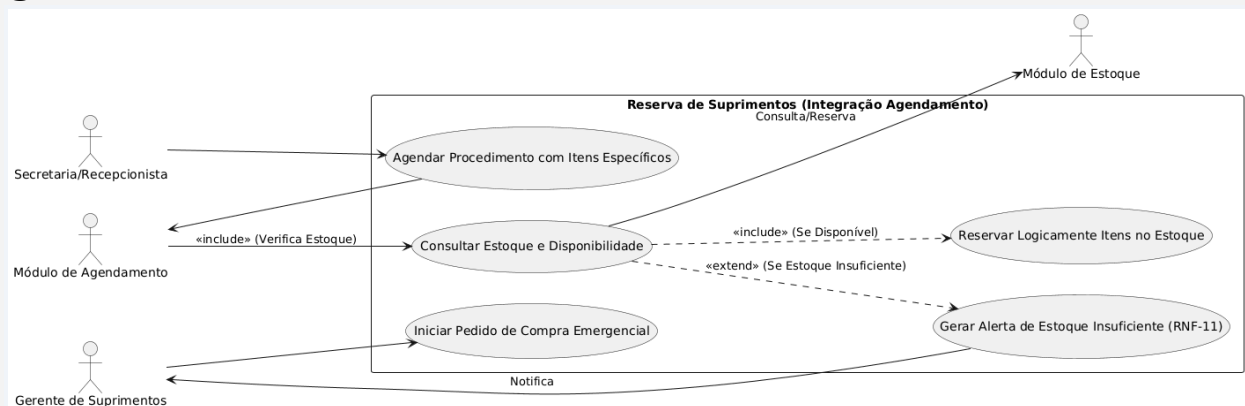 Módulo de Estoque
Reserva de Suprimentos (Integração Agendamento)
Consulta/Reserva
Secretaria/Recepcionista
Agendar Procedimento com Itens Específicos
Módulo de Agendamento
«include» (Verifica Estoque)
Consultar Estoque e Disponibilidade
«include» (Se Disponível)
Reservar Logicamente Itens no Estoque
«extend» (Se Estoque Insuficiente)
Iniciar Pedido de Compra Emergencial
Gerar Alerta de Estoque Insuficiente (RNF-11)
Notifica
Gerente de Suprimentos